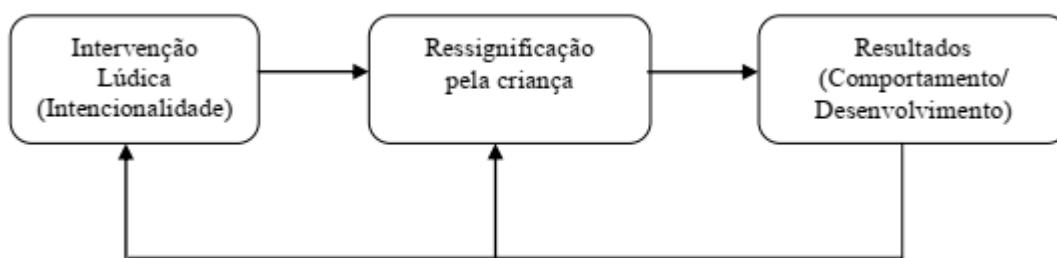 Intervenção
Lúdica
(Intencionalidade)
Ressignificação
pela criança
Resultados
(Comportamento/
Desenvolvimento)